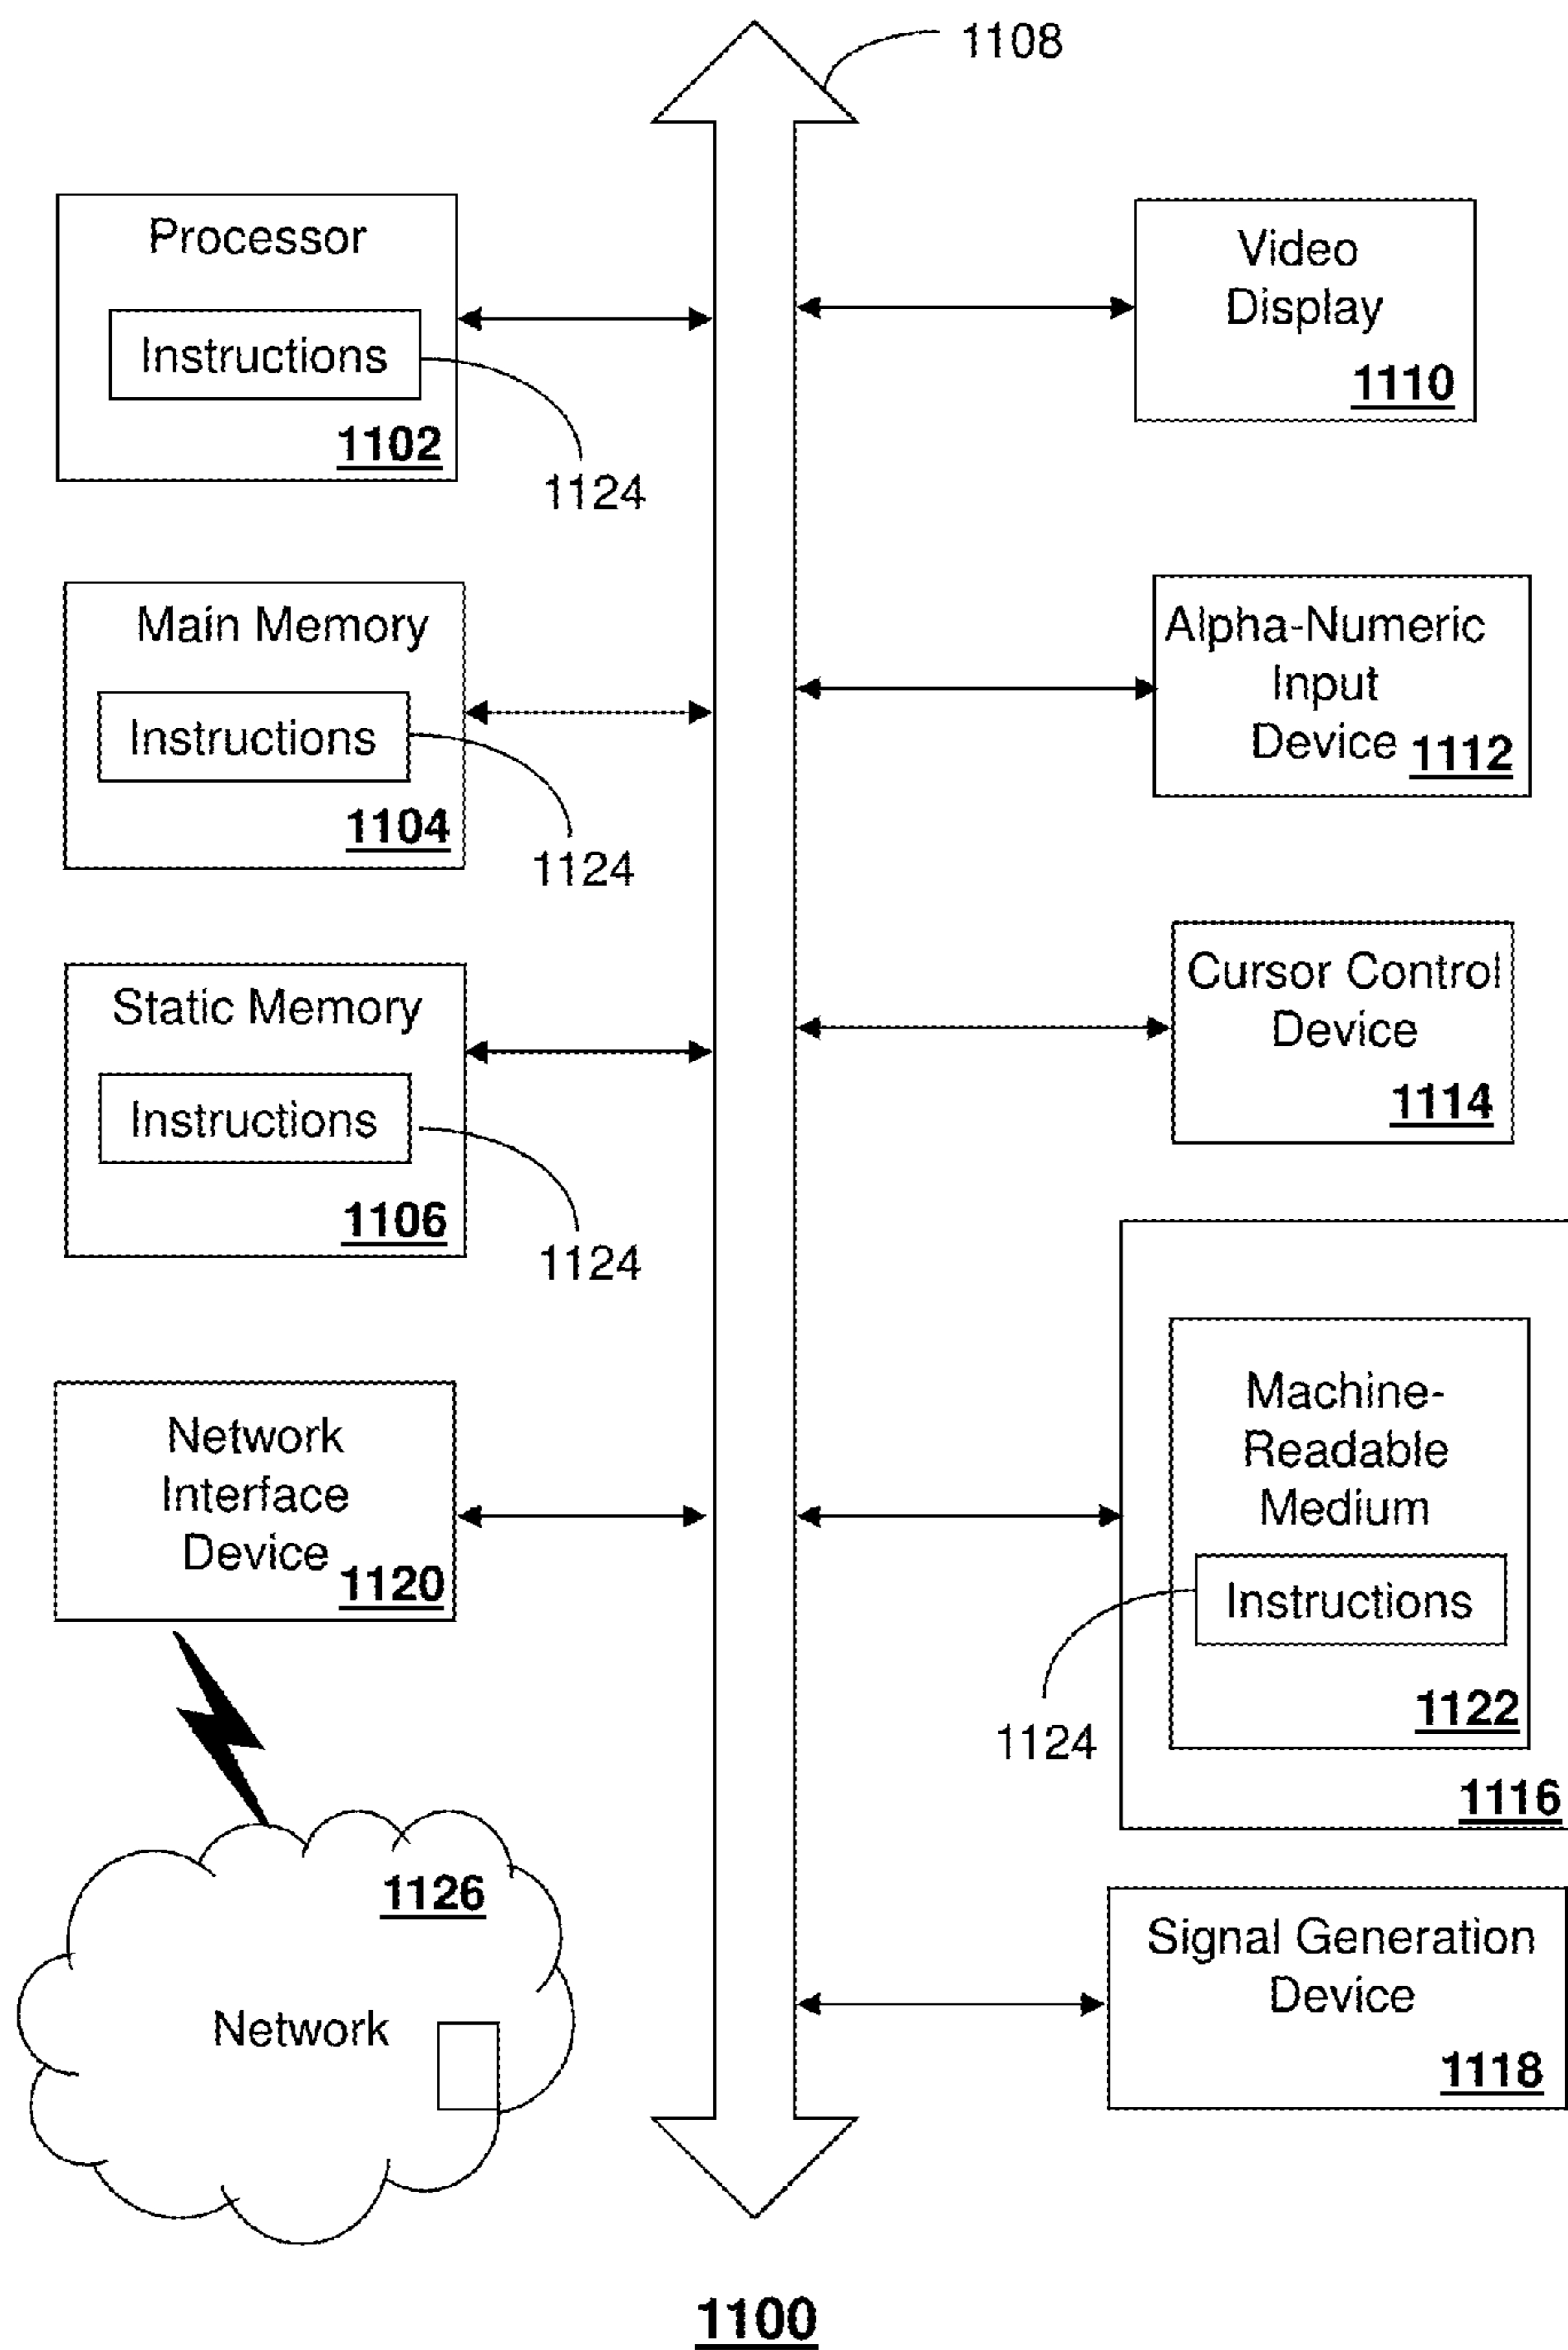 1108
Processor
Instructions
1102
1124
Main Memory
Instructions
1104
1124
Static Memory
Instructions
1106
1124
Network
Interface
Device
1120
1126
Network
Video
Display
1110
Alpha-Numeric
Input
Device
1112
Cursor Control
Device
1114
Machine-
Readable
Medium
Instructions
1122
1124
1116
Signal Generation
Device
1118
1100